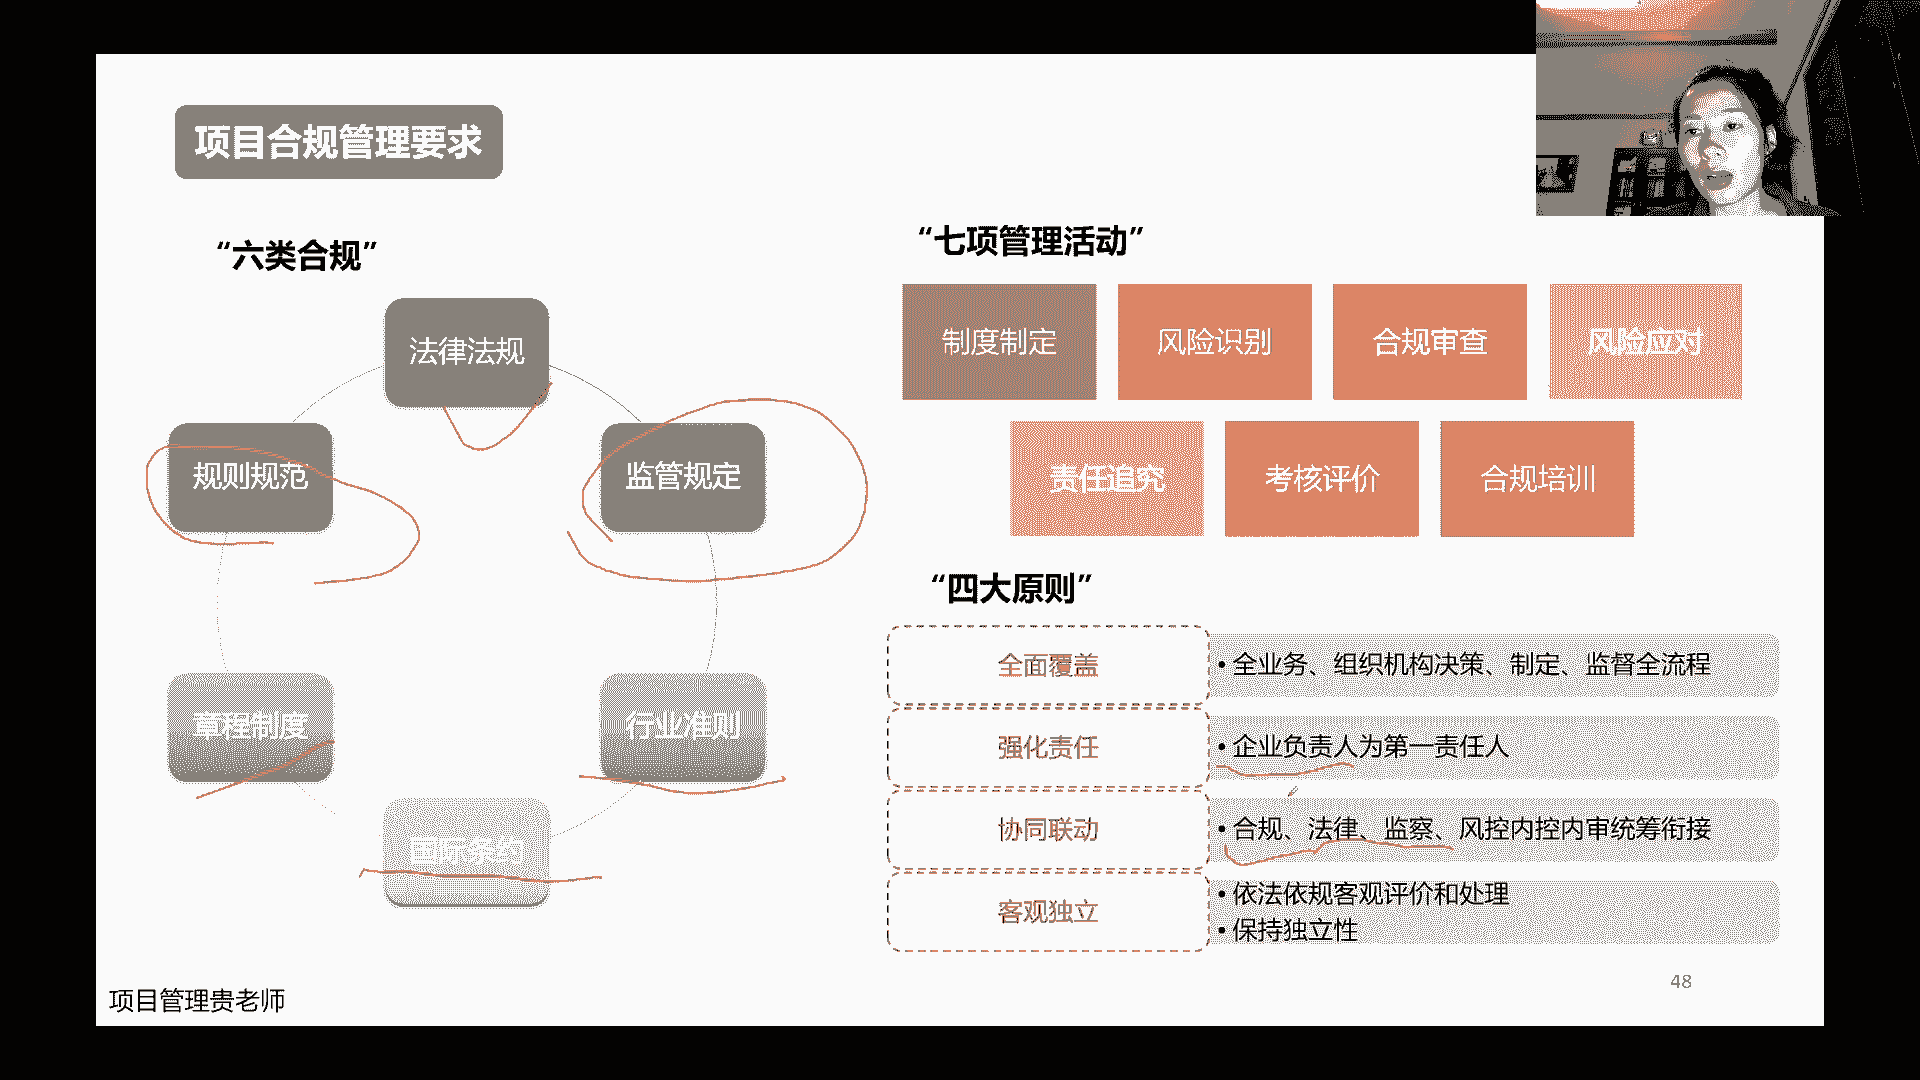 项目合规管理要求
“六类合规”
法律法规
监管规定
行业准则
国际条约
章程制度
规则规范
“七项管理活动”
制度制定
风险识别
合规审查
风险应对
责任追究
考核评价
合规培训
“四大原则”
全面覆盖
•全业务、组织机构决策、制定、监督全流程
强化责任
•企业负责人为第一责任人
协同联动
•合规、法律、监察、风控内控内审统筹衔接
客观独立
•依法依规客观评价和处理
•保持独立性
48
项目管理贵老师